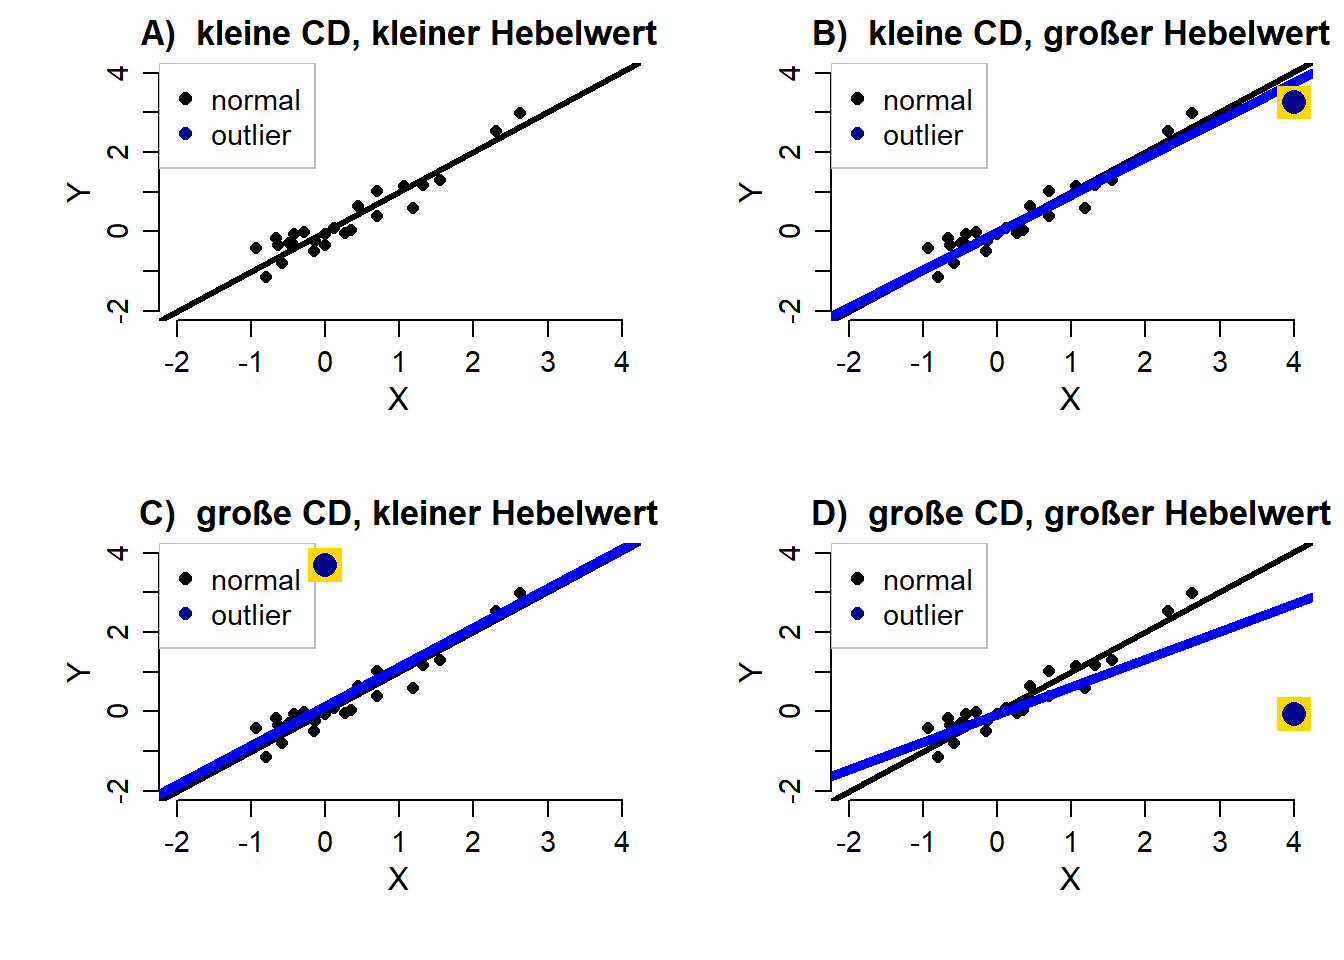 A)  kleine CD, kleiner Hebelwert
normal
outlier
Y
4
2
0
-2
-2 -1 0 1 2 3 4
X
B)  kleine CD, großer Hebelwert
normal
outlier
Y
4
2
0
-2
-2 -1 0 1 2 3 4
X
C)  große CD, kleiner Hebelwert
normal
outlier
Y
4
2
0
-2
-2 -1 0 1 2 3 4
X
D)  große CD, großer Hebelwert
normal
outlier
Y
4
2
0
-2
-2 -1 0 1 2 3 4
X